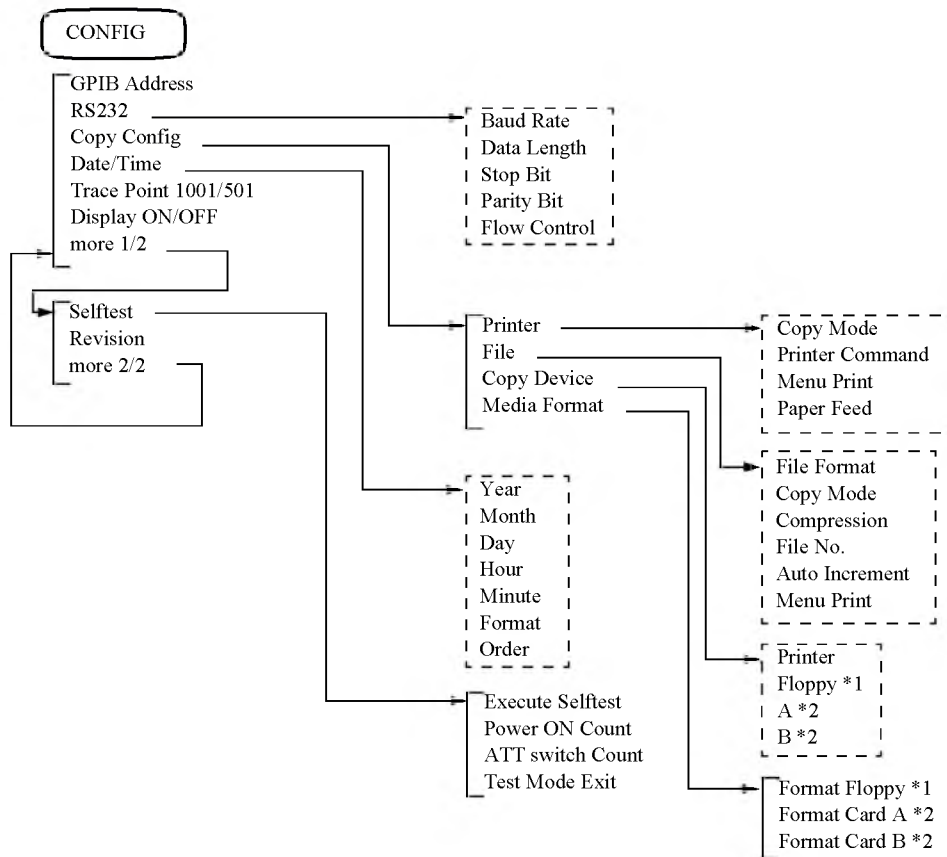 CONFIG
GPIB Address
RS232
Copy Config
Date/Time
Trace Point 1001/501
Display ON/OFF
more 1/2
Selftest
Revision
more 2/2
Baud Rate
Data Length
Stop Bit
Parity Bit
Flow Control
Printer
File
Copy Device
Media Format
Year
Month
Day
Hour
Minute
Format
Order
Execute Selftest
Power ON Count
ATT switch Count
Test Mode Exit
Copy Mode
Printer Command
Menu Print
Paper Feed
File Format
Copy Mode
Compression
File No.
Auto Increment
Menu Print
Printer
Floppy *1
A *2
B *2
Format Floppy *1
Format Card A *2
Format Card B *2